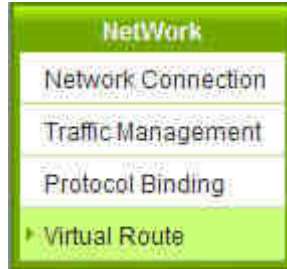 NetWork
Network Connection
Traffic Management
Protocol Binding
Virtual Route